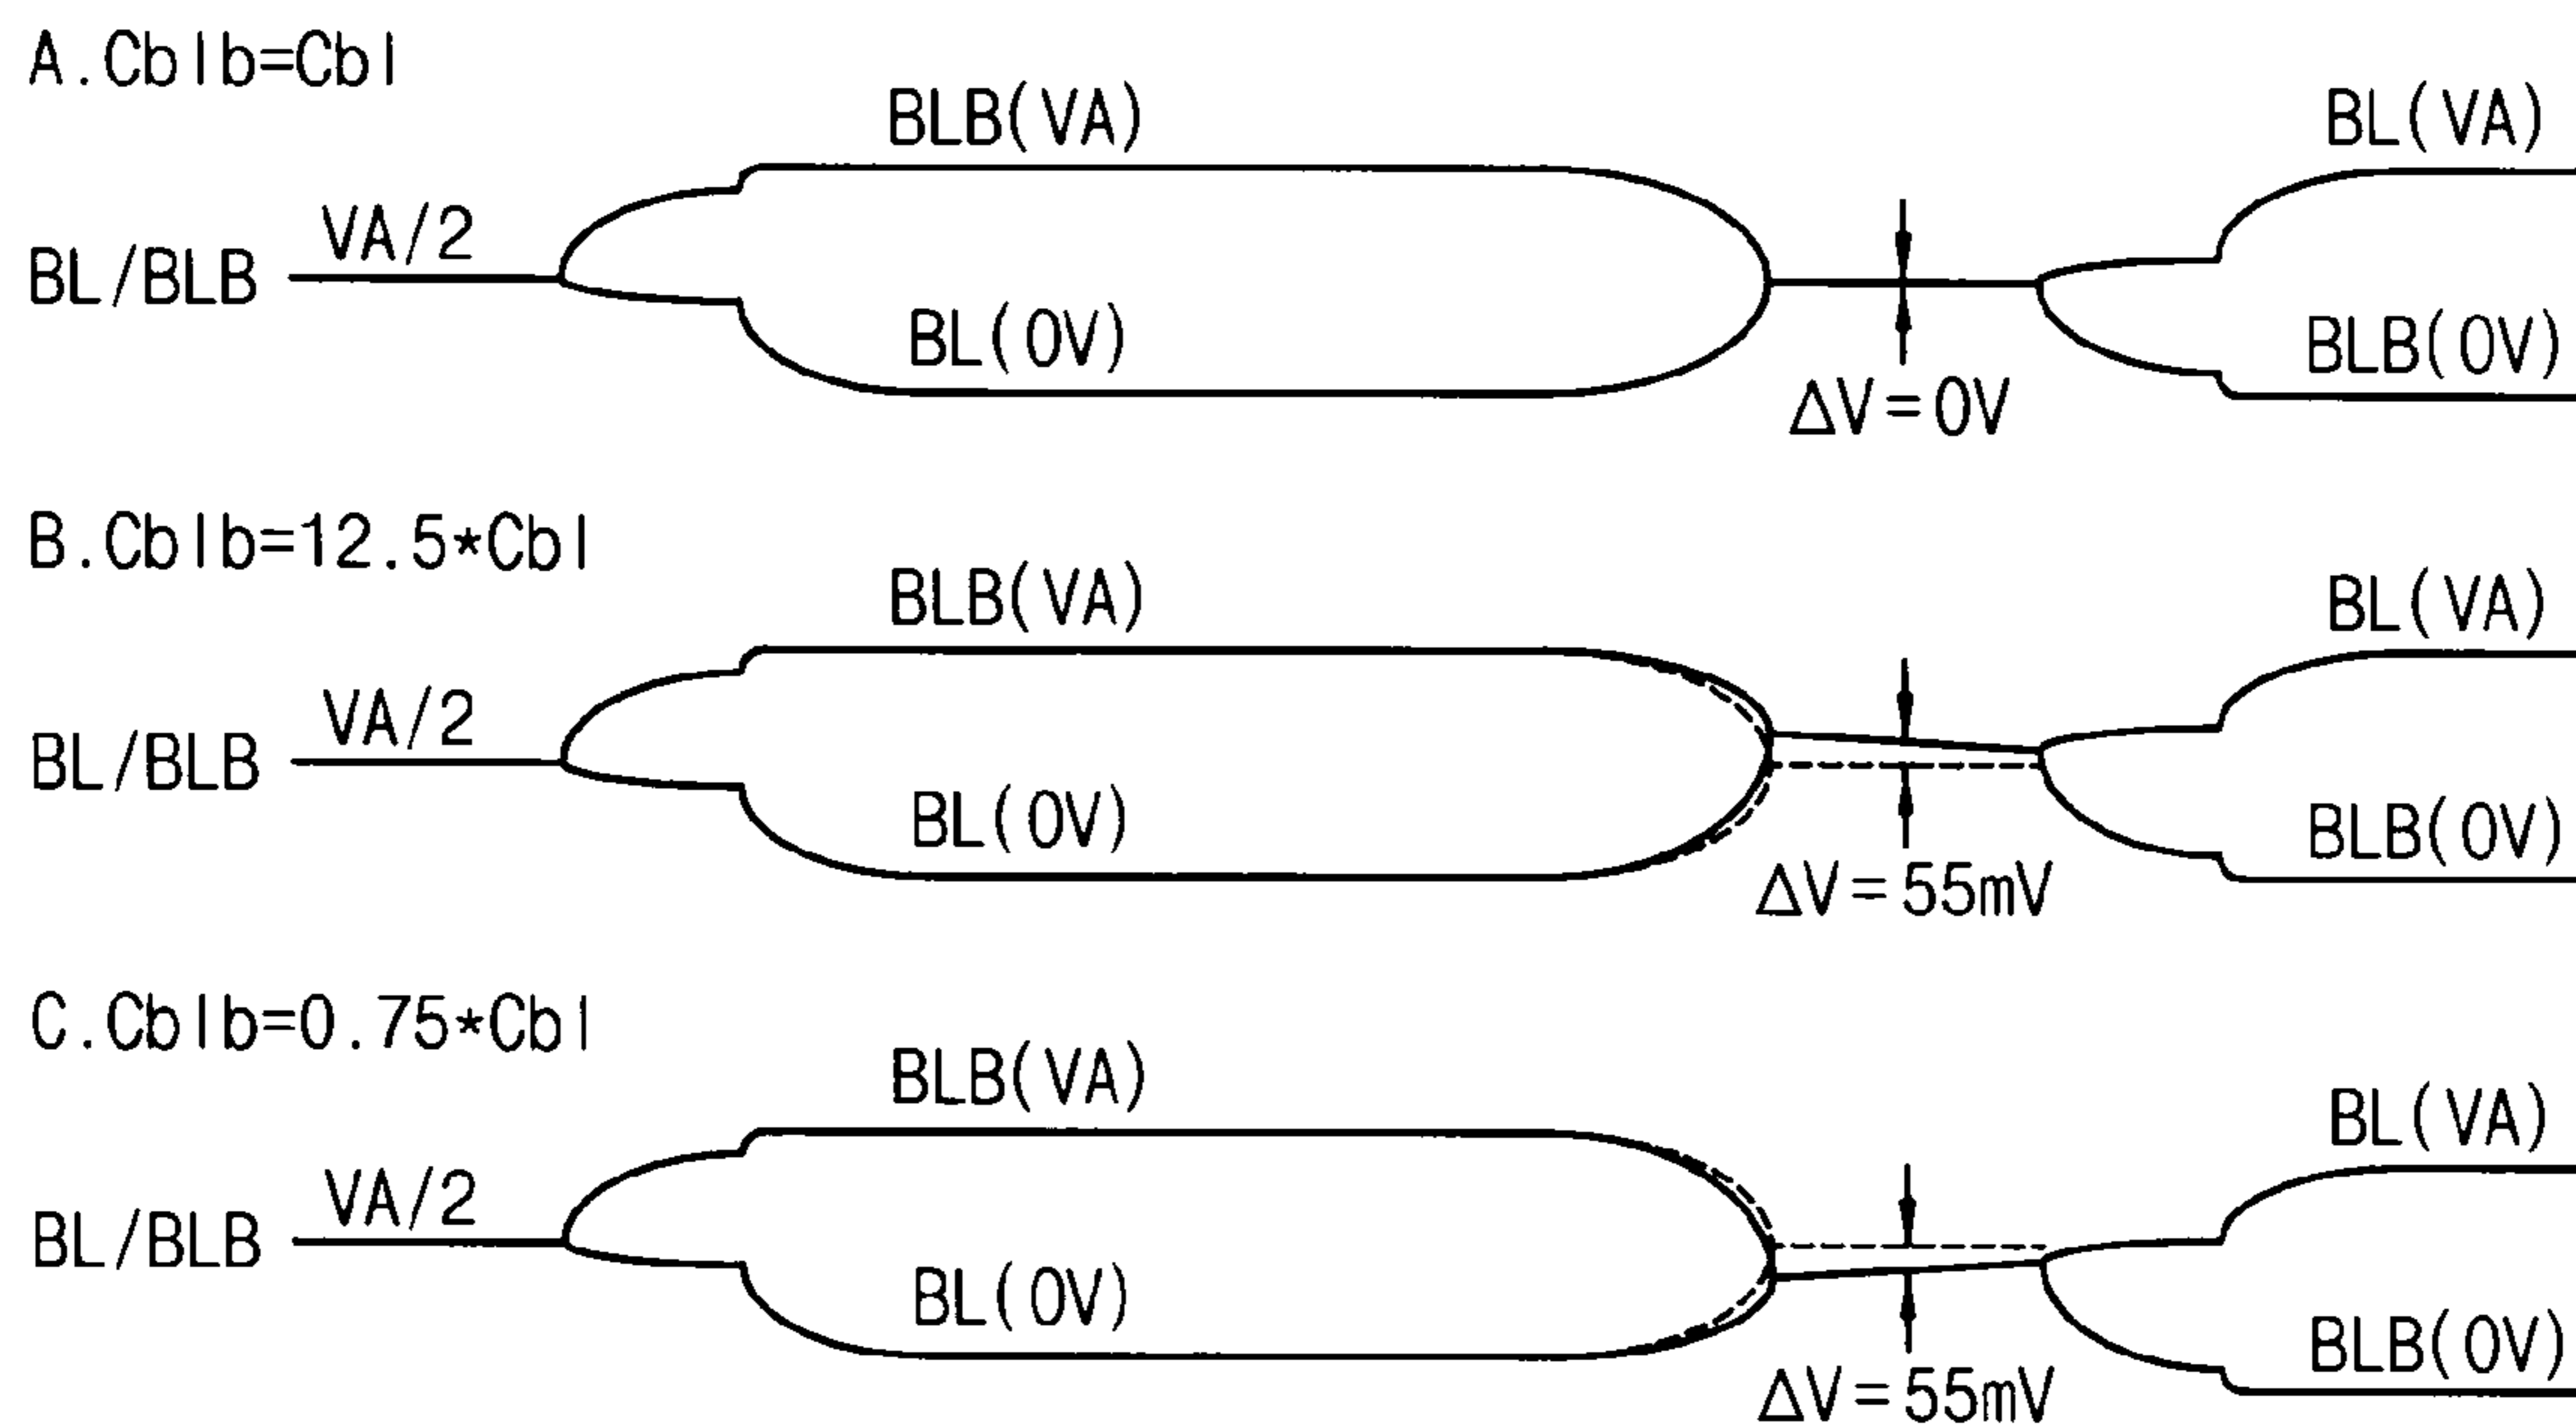 A.Cblb=Cbl
BLB(VA)
BL(VA)
VA/2
BL/BLB
BL(0V)
BLB(0V)
ΔV=0V
B.Cblb=12.5*Cbl
BLB(VA)
BL(VA)
VA/2
BL/BLB
BL(0V)
BLB(0V)
ΔV=55mV
C.Cblb=0.75*Cbl
BLB(VA)
BL(VA)
VA/2
BL/BLB
BL(0V)
BLB(0V)
ΔV=55mV